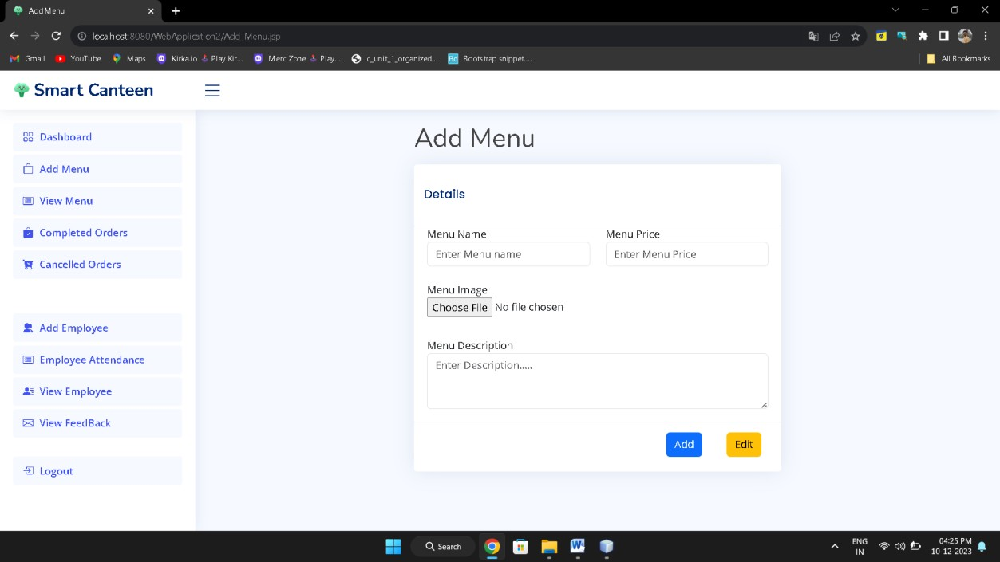 Add Menu
localhost:8080/WebApplication2/Add_Menu.jsp
Gmail YouTube Maps Kirka.io Play Kir... Merc Zone Play... c_unit_1_organized... Bd Bootstrap snippet.... All Bookmarks
Smart Canteen
Dashboard
Add Menu
View Menu
Completed Orders
Cancelled Orders
Add Employee
Employee Attendance
View Employee
View FeedBack
Logout
Add Menu
Details
Menu Name Menu Price
Enter Menu name Enter Menu Price
Menu Image
Choose File No file chosen
Menu Description
Enter Description.....
Add Edit
Search
ENG
IN
04:25 PM
10-12-2023